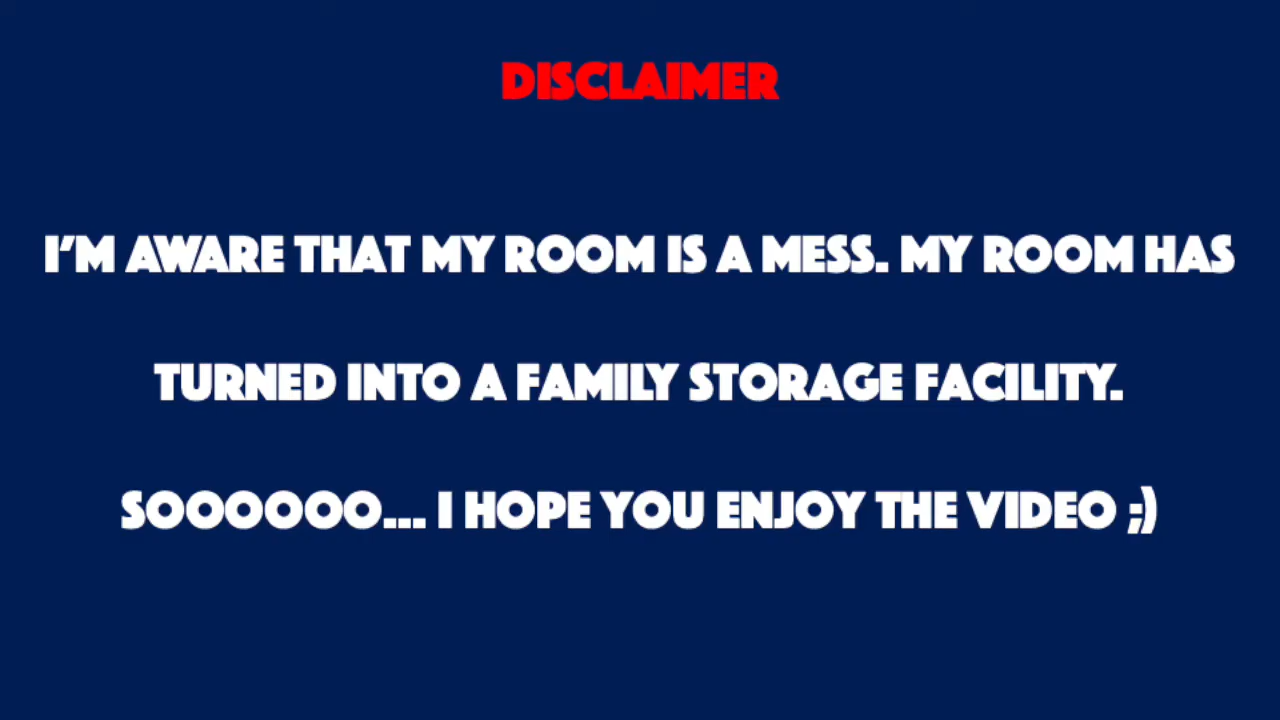 DISCLAIMER
I'M AWARE THAT MY ROOM IS A MESS. MY ROOM HAS
TURNED INTO A FAMILY STORAGE FACILITY.
SOOOOOO... I HOPE YOU ENJOY THE VIDEO ;)